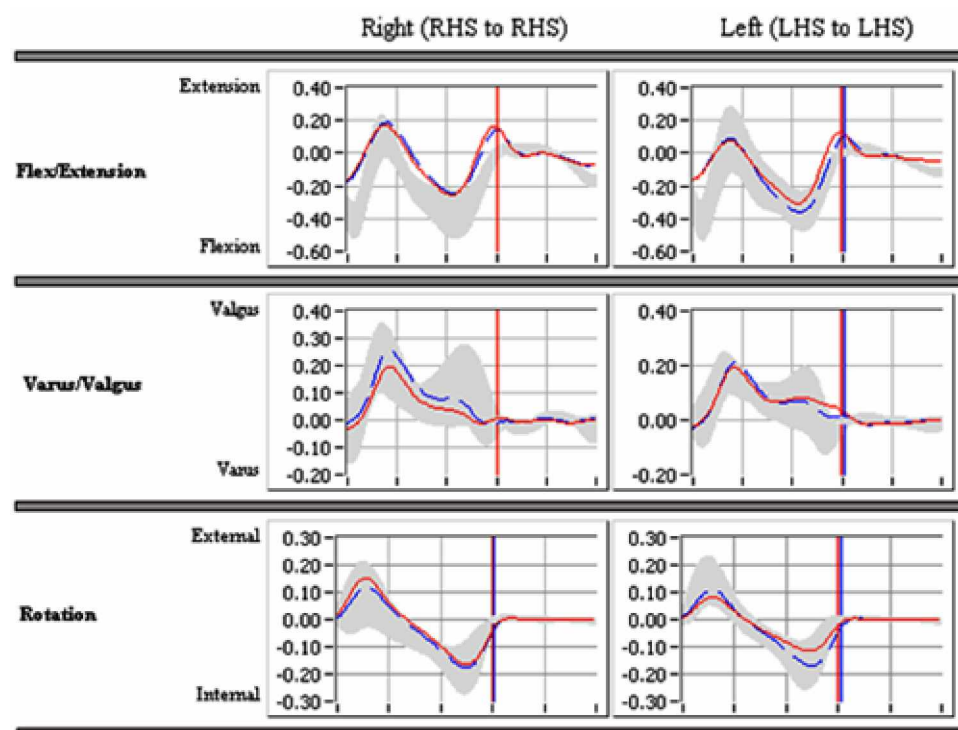 Right (RHS to RHS) Left (LHS to LHS)
Extension
Flex/Extension
Flexion
0.40 0.40
0.20 0.20
0.00 0.00
-0.20 -0.20
-0.40 -0.40
-0.60 -0.60
Valgus
Varus/Valgus
Varus
0.40 0.40
0.30
0.20 0.20
0.10
0.00 0.00
-0.10
-0.20 -0.20
External
Rotation
Internal
0.30 0.30
0.20 0.20
0.10 0.10
0.00 0.00
-0.10 -0.10
-0.20 -0.20
-0.30 -0.30